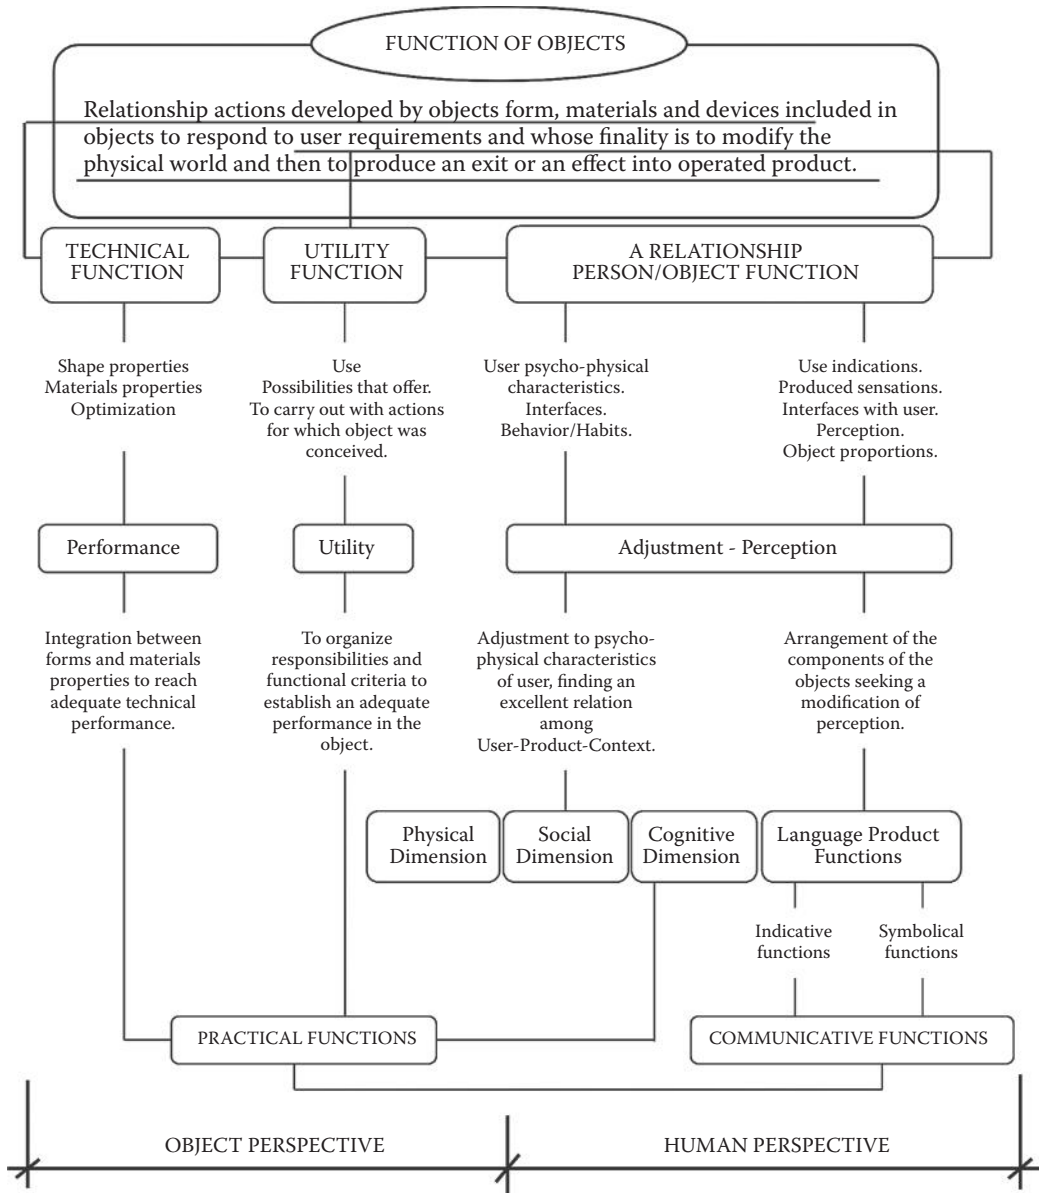 FUNCTION OF OBJECTS
Relationship actions developed by objects form, materials and devices included in
objects to respond to user requirements and whose finality is to modify the
physical world and then to produce an exit or an effect into operated product.
TECHNICAL
FUNCTION
UTILITY
FUNCTION
A RELATIONSHIP
PERSON/OBJECT FUNCTION
Shape properties
Materials properties
Optimization
Use
Possibilities that offer.
To carry out with actions
for which object was
conceived.
User psycho-physical
characteristics.
Interfaces.
Behavior/Habits.
Use indications.
Produced sensations.
Interfaces with user.
Perception.
Object proportions.
Performance
Utility
Adjustment - Perception
Integration between
forms and materials
properties to reach
adequate technical
performance.
To organize
responsibilities and
functional criteria to
establish an adequate
performance in the
object.
Adjustment to psycho-
physical characteristics
of user, finding an
excellent relation
among
User-Product-Context.
Arrangement of the
components of the
objects seeking a
modification of
perception.
Physical
Dimension
Social
Dimension
Cognitive
Dimension
Language Product
Functions
Indicative
functions
Symbolical
functions
PRACTICAL FUNCTIONS
COMMUNICATIVE FUNCTIONS
OBJECT PERSPECTIVE
HUMAN PERSPECTIVE